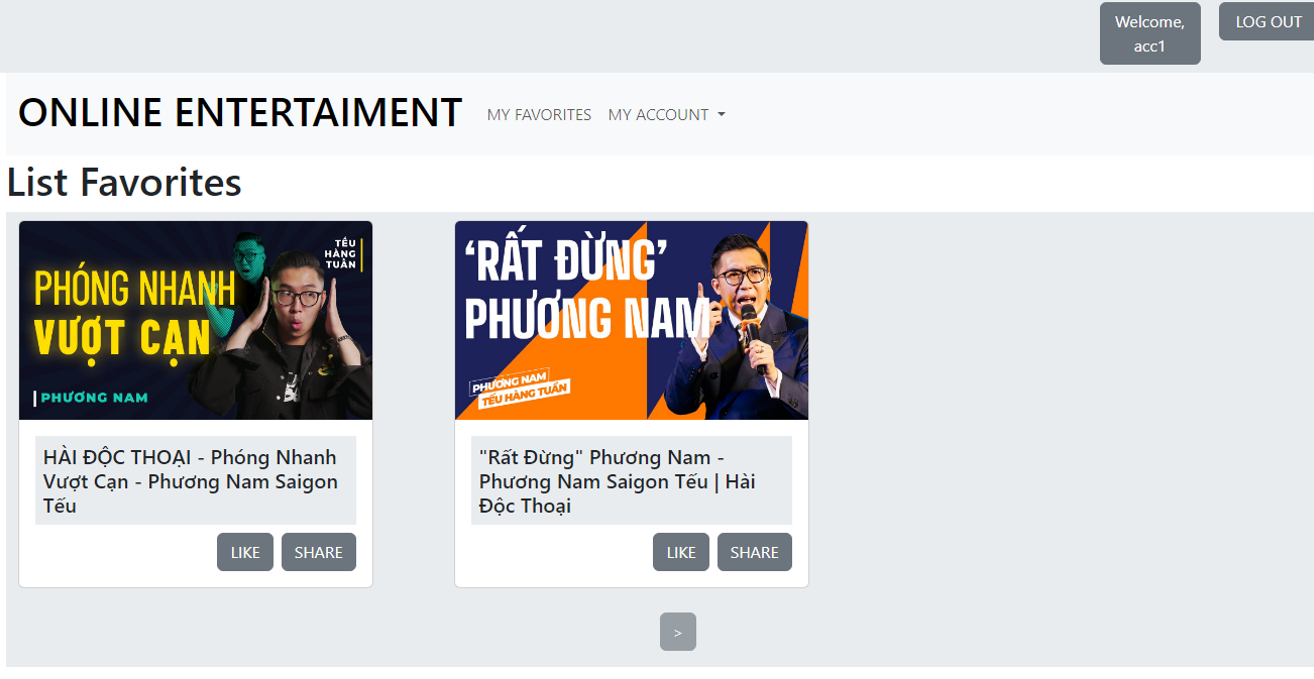 Welcome,
acc1
LOG OUT
ONLINE ENTERTAIMENT
MY FAVORITES
MY ACCOUNT
List Favorites
TẾU
HÀNG
TUẦN
PHÓNG NHANH
VƯỢT CẠN
PHƯƠNG NAM
HÀI ĐỘC THOẠI - Phóng Nhanh
Vượt Cạn - Phương Nam Saigon
Tếu
LIKE
SHARE
‘RẤT ĐỪNG’
PHƯƠNG NAM
PHƯƠNG NAM
TẾU HÀNG TUẦN
"Rất Đừng" Phương Nam -
Phương Nam Saigon Tếu | Hài
Độc Thoại
LIKE
SHARE
>